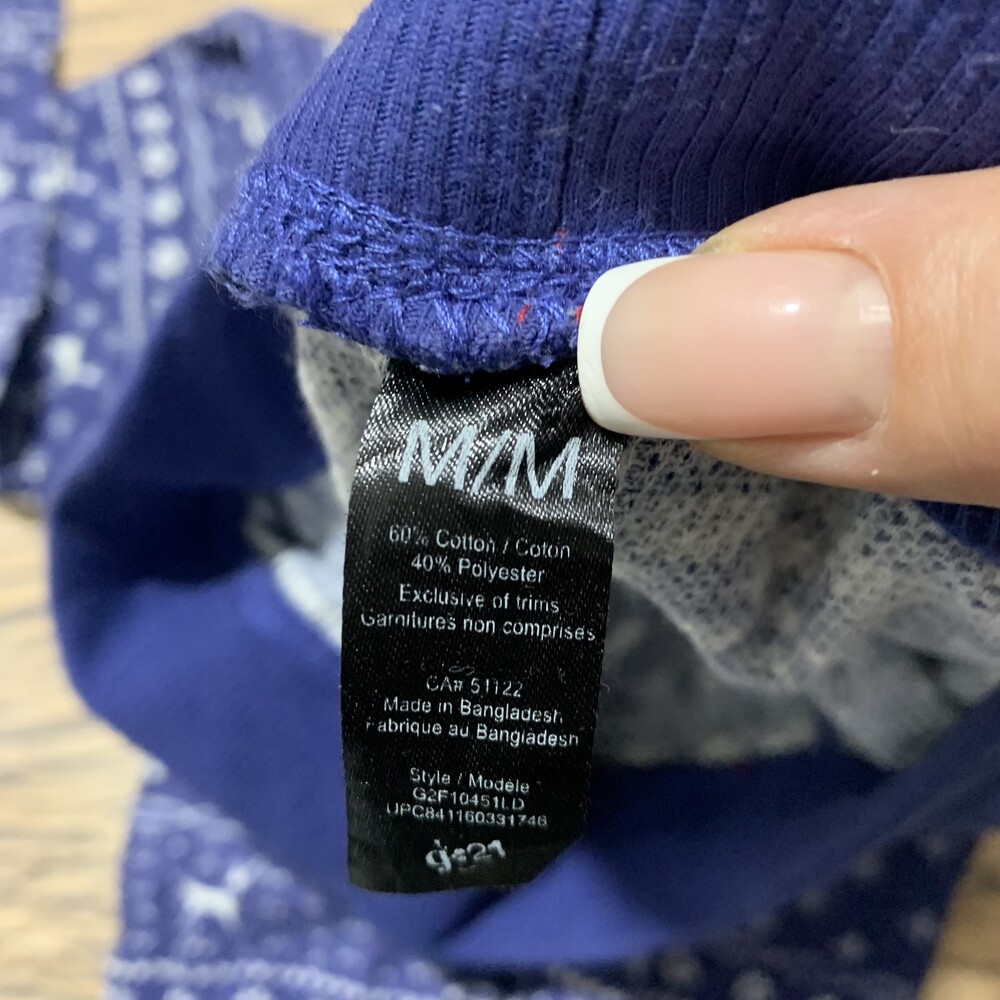 M/M
60% Cotton / Coton
40% Polyester
Exclusive of trims
Garnitures non comprises
CA# 51122
Made in Bangladesh
Fabrique au Bangladesh
Style / Modèle
G2F10451LD
UPC841160331746